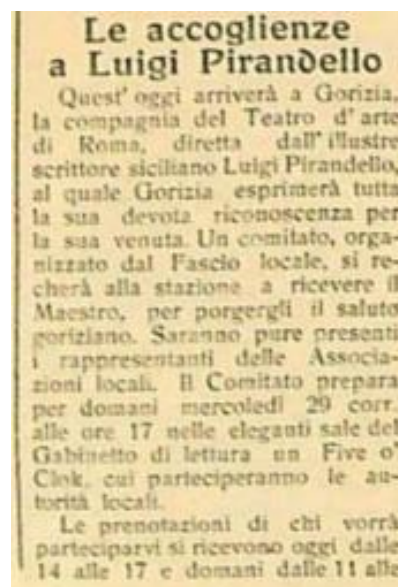 Le accoglienze
a Luigi Pirandello
Quest' oggi arriverà a Gorizia,
la compagnia del Teatro d' arte
di Roma, diretta dall' illustre
scrittore siciliano Luigi Pirandello,
al quale Gorizia esprimerà tutta
la sua devota riconoscenza per
la sua venuta. Un comitato, orga-
nizzato dal Fascio locale, si re-
cherà alla stazione a ricevere il
Maestro, per porgergli il saluto
goriziano. Saranno pure presenti
i rappresentanti delle Associa-
zioni locali. Il Comitato prepara
per domani mercoledì 29 corr.
alle ore 17 nelle eleganti sale del
Gabinetto di lettura un Five o'
Clok, cui parteciperanno le au-
torità locali.
Le prenotazioni di chi vorrà
parteciparvi si ricevono oggi dalle
14 alle 17 e domani dalle 11 alle